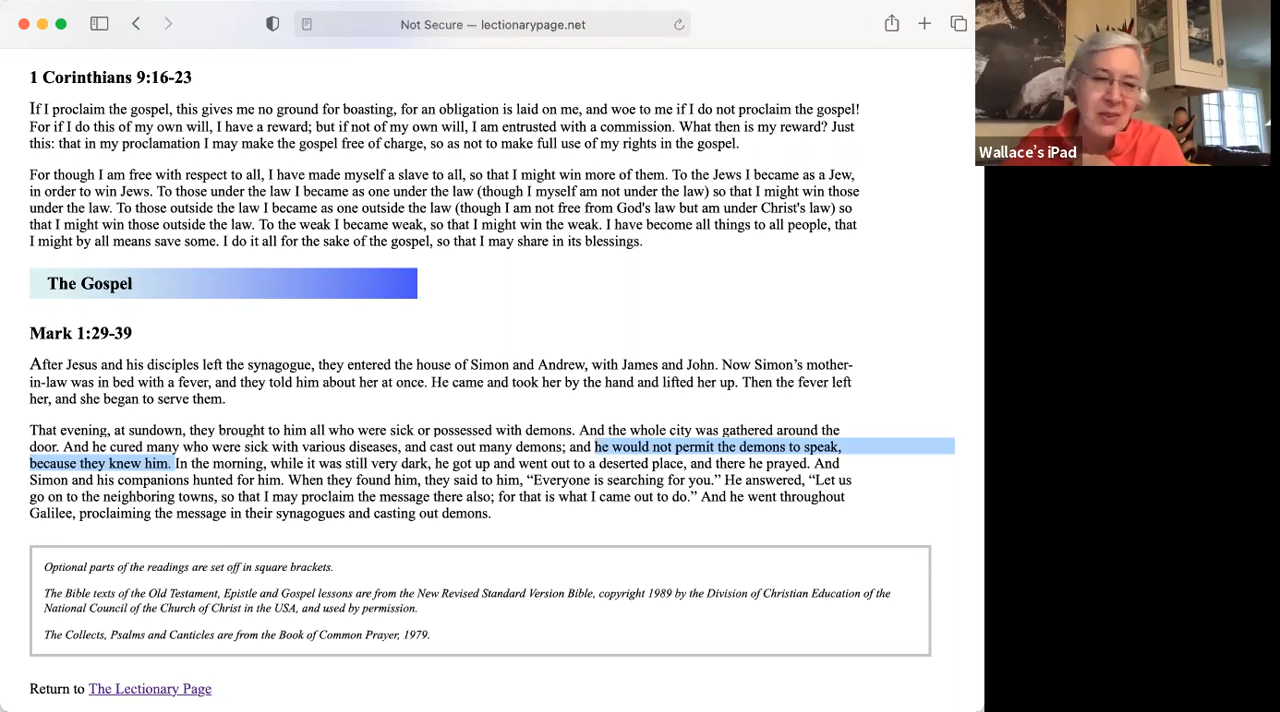 Not Secure — lectionarypage.net
1 Corinthians 9:16-23
If I proclaim the gospel, this gives me no ground for boasting, for an obligation is laid on me, and woe to me if I do not proclaim the gospel!
For if I do this of my own will, I have a reward; but if not of my own will, I am entrusted with a commission. What then is my reward? Just
this: that in my proclamation I may make the gospel free of charge, so as not to make full use of my rights in the gospel.
For though I am free with respect to all, I have made myself a slave to all, so that I might win more of them. To the Jews I became as a Jew,
in order to win Jews. To those under the law I became as one under the law (though I myself am not under the law) so that I might win those
under the law. To those outside the law I became as one outside the law (though I am not free from God's law but am under Christ's law) so
that I might win those outside the law. To the weak I became weak, so that I might win the weak. I have become all things to all people, that
I might by all means save some. I do it all for the sake of the gospel, so that I may share in its blessings.
The Gospel
Mark 1:29-39
After Jesus and his disciples left the synagogue, they entered the house of Simon and Andrew, with James and John. Now Simon’s mother-
in-law was in bed with a fever, and they told him about her at once. He came and took her by the hand and lifted her up. Then the fever left
her, and she began to serve them.
That evening, at sundown, they brought to him all who were sick or possessed with demons. And the whole city was gathered around the
door. And he cured many who were sick with various diseases, and cast out many demons; and he would not permit the demons to speak,
because they knew him. In the morning, while it was still very dark, he got up and went out to a deserted place, and there he prayed. And
Simon and his companions hunted for him. When they found him, they said to him, “Everyone is searching for you.” He answered, “Let us
go on to the neighboring towns, so that I may proclaim the message there also; for that is what I came out to do.” And he went throughout
Galilee, proclaiming the message in their synagogues and casting out demons.
Optional parts of the readings are set off in square brackets.
The Bible texts of the Old Testament, Epistle and Gospel lessons are from the New Revised Standard Version Bible, copyright 1989 by the Division of Christian Education of the
National Council of the Church of Christ in the USA, and used by permission.
The Collects, Psalms and Canticles are from the Book of Common Prayer, 1979.
Return to The Lectionary Page
Wallace's iPad